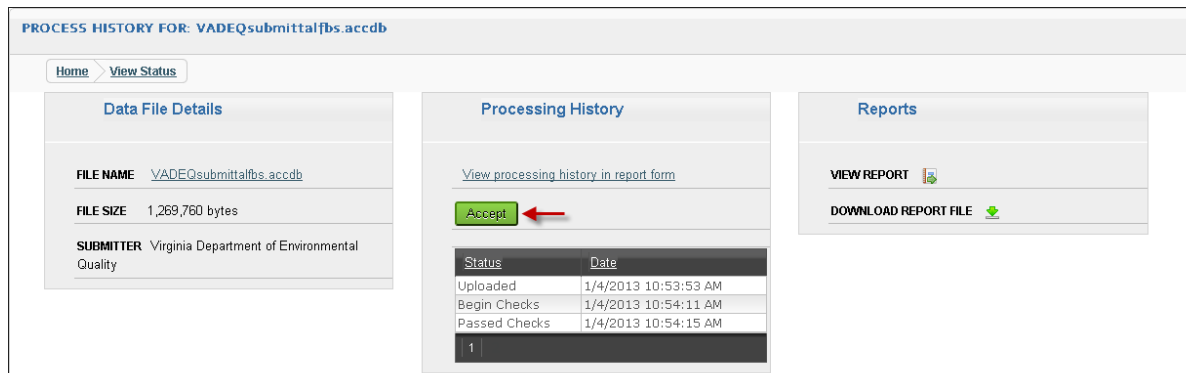 PROCESS HISTORY FOR: VADEQsubmittalfbs.accdb
Home View Status
Data File Details
FILE NAME VADEQsubmittalfbs.accdb
FILE SIZE 1,269,760 bytes
SUBMITTER Virginia Department of Environmental
Quality
Processing History
View processing history in report form
Accept
Status Date
Uploaded 1/4/2013 10:53:53 AM
Begin Checks 1/4/2013 10:54:11 AM
Passed Checks 1/4/2013 10:54:15 AM
1
Reports
VIEW REPORT
DOWNLOAD REPORT FILE